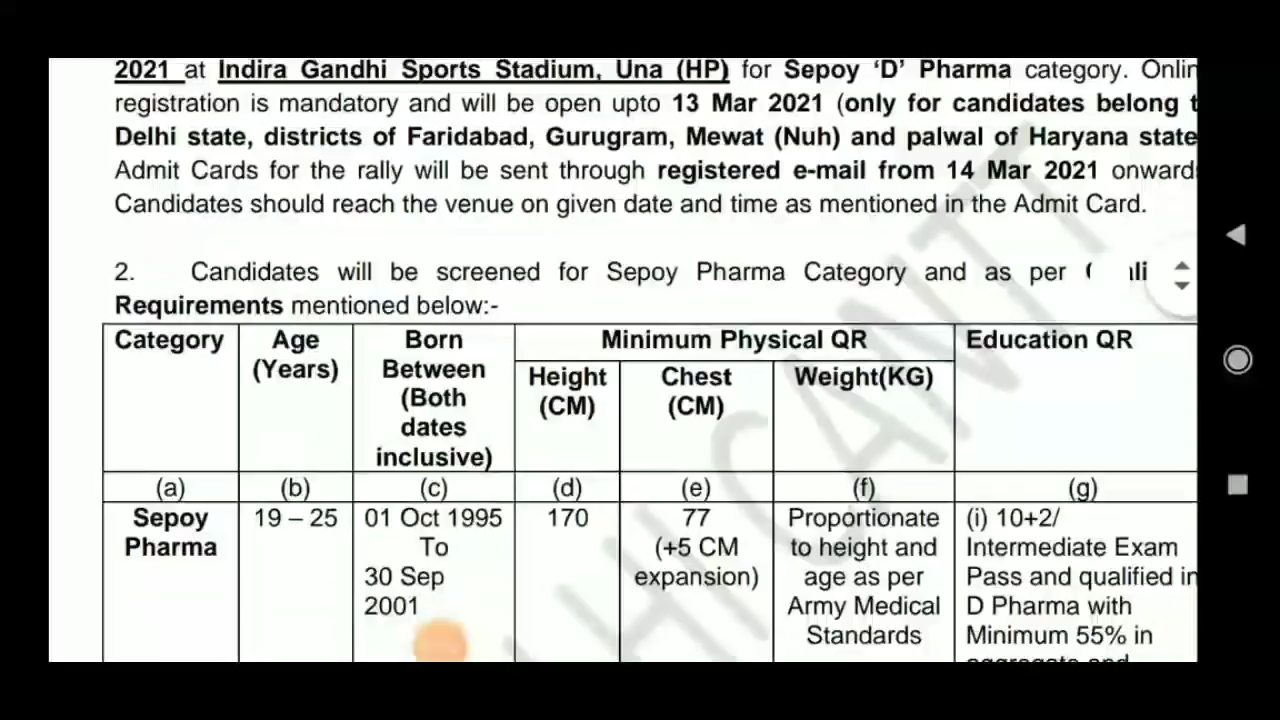 2021 at Indira Gandhi Sports Stadium, Una (HP) for Sepoy ‘D’ Pharma category. Onlin
registration is mandatory and will be open upto 13 Mar 2021 (only for candidates belong t
Delhi state, districts of Faridabad, Gurugram, Mewat (Nuh) and palwal of Haryana state
Admit Cards for the rally will be sent through registered e-mail from 14 Mar 2021 onward
Candidates should reach the venue on given date and time as mentioned in the Admit Card.
2. Candidates will be screened for Sepoy Pharma Category and as per
Requirements mentioned below:-
Category
Age
(Years)
Born
Between
(Both
dates
inclusive)
Minimum Physical QR
Height
(CM)
Chest
(CM)
Weight(KG)
Education QR
(a)
(b)
(c)
(d)
(e)
(f)
(g)
Sepoy
Pharma
19 – 25
01 Oct 1995
To
30 Sep
2001
170
77
(+5 CM
expansion)
Proportionate
to height and
age as per
Army Medical
Standards
(i) 10+2/
Intermediate Exam
Pass and qualified in
D Pharma with
Minimum 55% in
aggregate and